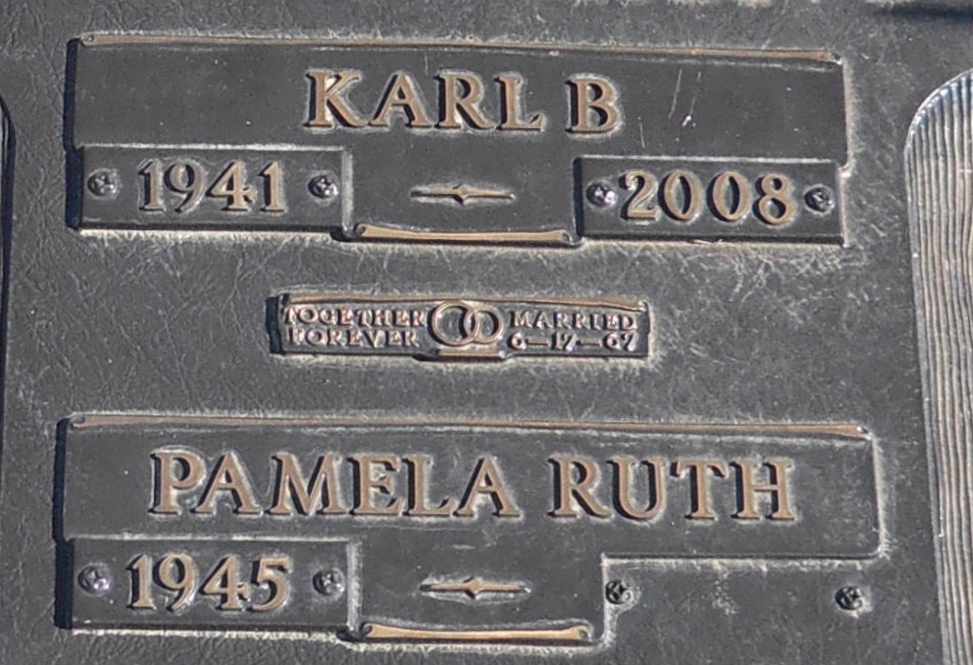 KARL B
1941 2008
TOGETHER MARRIED
FOREVER 6-17-67
PAMELA RUTH
1945